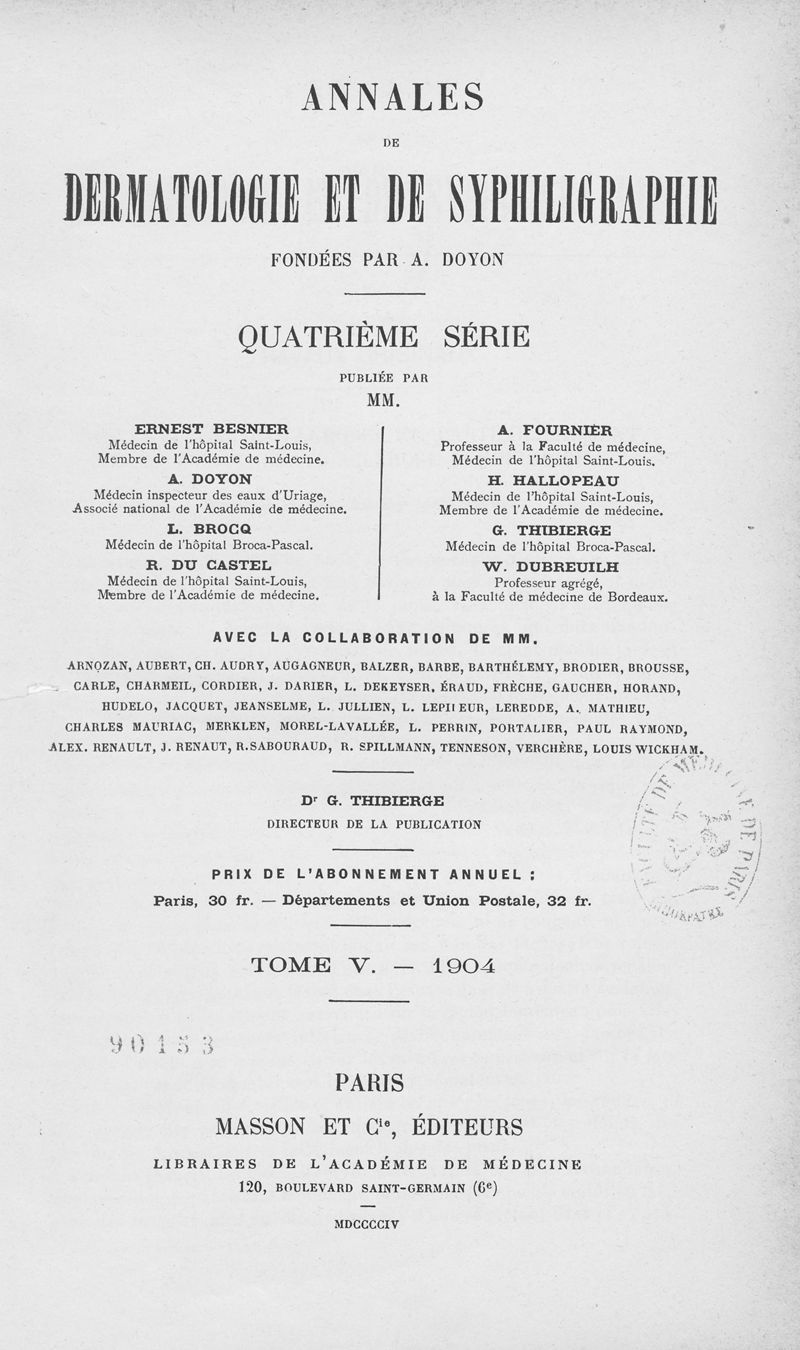 ANNALES
DE
DERMATOLOGIE ET DE SYPHILIGRAPHIE
FONDÉES PAR A. DOYON
QUATRIÈME SÉRIE
PUBLIÉE PAR
MM.
ERNEST BESNIER
Médecin de l'hôpital Saint-Louis,
Membre de l'Académie de médecine.
A. DOYON
Médecin inspecteur des eaux d'Uriage,
Associé national de l'Académie de médecine.
L. BROCQ
Médecin de l'hôpital Broca-Pascal.
R. DU CASTEL
Médecin de l'hôpital Saint-Louis,
Membre de l'Académie de médecine.
A. FOURNIER
Professeur à la Faculté de médecine,
Médecin de l'hôpital Saint-Louis.
H. HALLOPEAU
Médecin de l'hôpital Saint-Louis,
Membre de l'Académie de médecine.
G. THIBIERGE
Médecin de l'hôpital Broca-Pascal.
W. DUBREUILH
Professeur agrégé,
à la Faculté de médecine de Bordeaux.
AVEC LA COLLABORATION DE MM.
ARNOZAN, AUBERT, CH. AUDRY, AUGAGNEUR, BALZER, BARBE, BARTHÉLEMY, BRODIER, BROUSSE,
CARLE, CHARMEIL, CORDIER, J. DARIER, L. DEKEYSER, ÉRAUD, FRÈCHE, GAUCHER, HORAND,
HUDELO, JACQUET, JEANSELME, L. JULLIEN, L. LEPILEUR, LEREDDE, A. MATHIEU,
CHARLES MAURIAC, MERKLEN, MOREL-LAVALLÉE, L. PERRIN, PORTALIER, PAUL RAYMOND,
ALEX. RENAULT, J. RENAUT, R. SABOURAUD, R. SPILLMANN, TENNESON, VERCHÈRE, LOUIS WICKHAM.
Dr G. THIBIERGE
DIRECTEUR DE LA PUBLICATION
PRIX DE L'ABONNEMENT ANNUEL :
Paris, 30 fr. — Départements et Union Postale, 32 fr.
TOME V. — 1904
90153
PARIS
MASSON ET Cie, ÉDITEURS
LIBRAIRES DE L'ACADÉMIE DE MÉDECINE
120, BOULEVARD SAINT-GERMAIN (6e)
MDCCCCIV